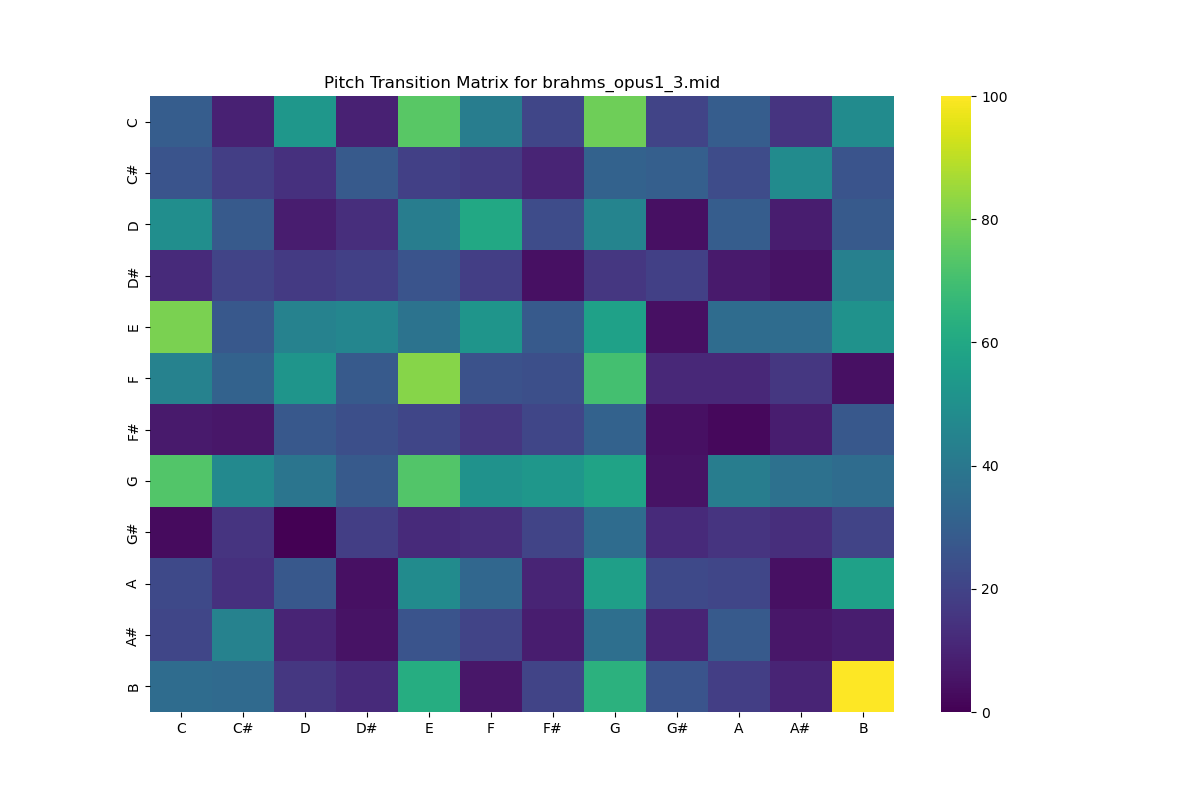 Pitch Transition Matrix for brahms_opus1_3.mid
C
C#
D
D#
E
F
F#
G
G#
A
A#
B
C C# D D# E F F# G G# A A# B
100
80
60
40
20
0